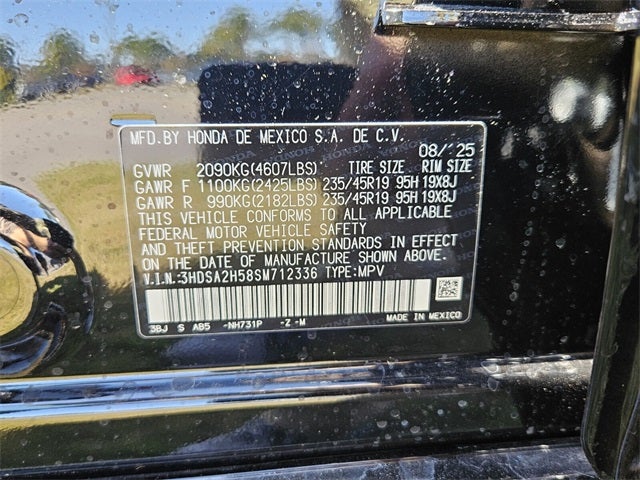 MFD.BY HONDA DE MEXICO S.A. DE C.V.
08/'25
GVWR 2090KG(4607LBS) TIRE SIZE RIM SIZE
GAWR F 1100KG(2425LBS) 235/45R19 95H 19X8J
GAWR R 990KG(2182LBS) 235/45R19 95H 19X8J
THIS VEHICLE CONFORMS TO ALL APPLICABLE
FEDERAL MOTOR VEHICLE SAFETY
AND THEFT PREVENTION STANDARDS IN EFFECT
ON THE DATE OF MANUFACTURE SHOWN ABOVE.
V.I.N.:3HDSA2H58SM712336 TYPE:MPV
3BJ S AB5 -NH731P -Z -M MADE IN MEXICO